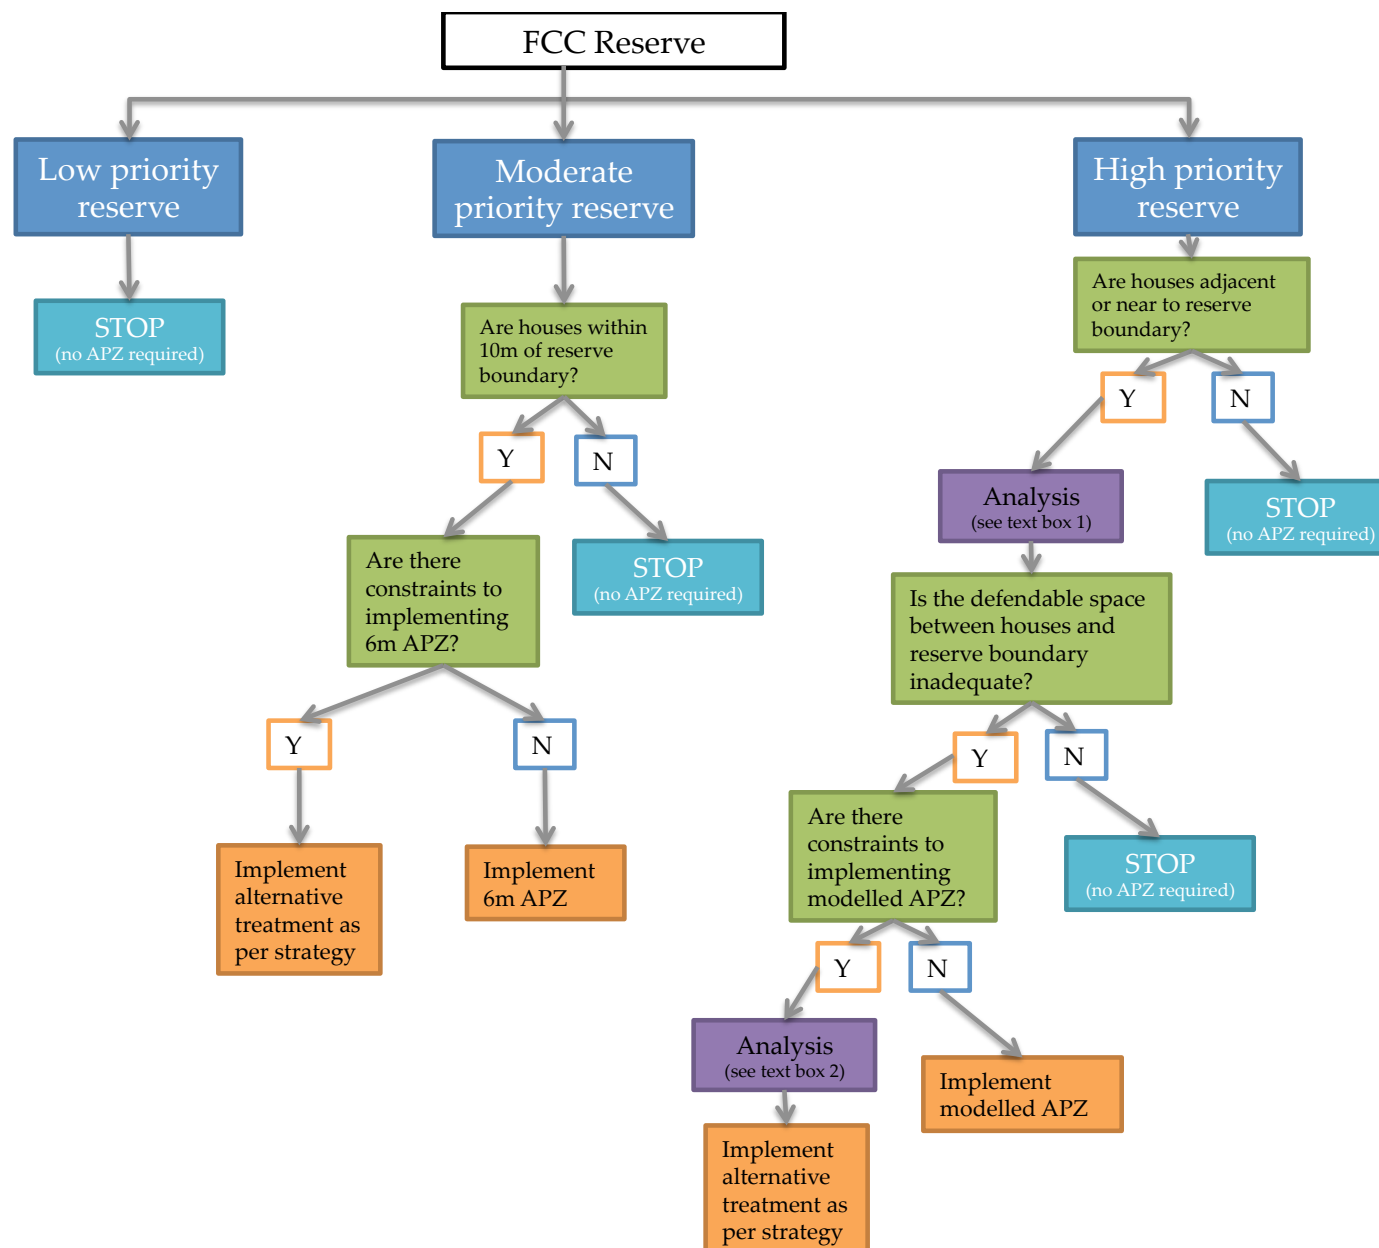 FCC Reserve
Low priority
reserve
STOP
(no APZ required)
Moderate
priority reserve
Are houses within
10m of reserve
boundary?
Y
N
STOP
(no APZ required)
Are there
constraints to
implementing
6m APZ?
Y
N
Implement
alternative
treatment as
per strategy
Implement
6m APZ
High priority
reserve
Are houses adjacent
or near to reserve
boundary?
Y
N
STOP
(no APZ required)
Analysis
(see text box 1)
Is the defendable space
between houses and
reserve boundary
inadequate?
Y
N
STOP
(no APZ required)
Are there
constraints to
implementing
modelled APZ?
Y
N
Analysis
(see text box 2)
Implement
modelled APZ
Implement
alternative
treatment as
per strategy